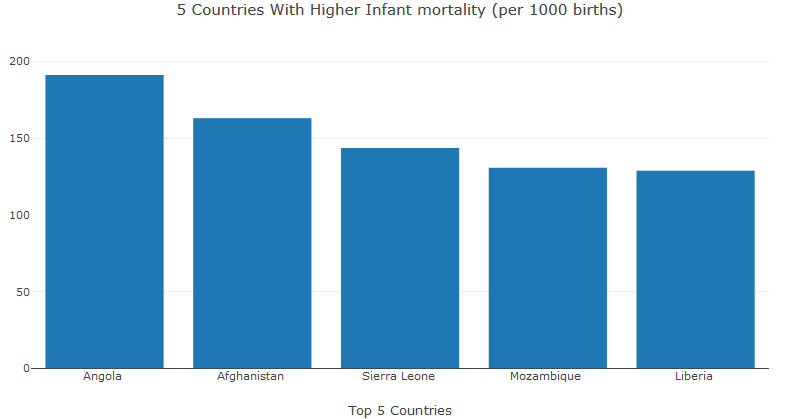 5 Countries With Higher Infant mortality (per 1000 births)
200
150
100
50
0
Angola Afghanistan Sierra Leone Mozambique Liberia
Top 5 Countries